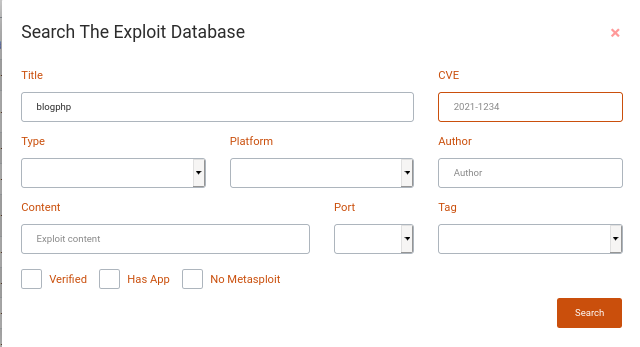 Search The Exploit Database
×
Title CVE
blogphp 2021-1234
Type Platform Author
Author
Content Port Tag
Exploit content
Verified Has App No Metasploit
Search